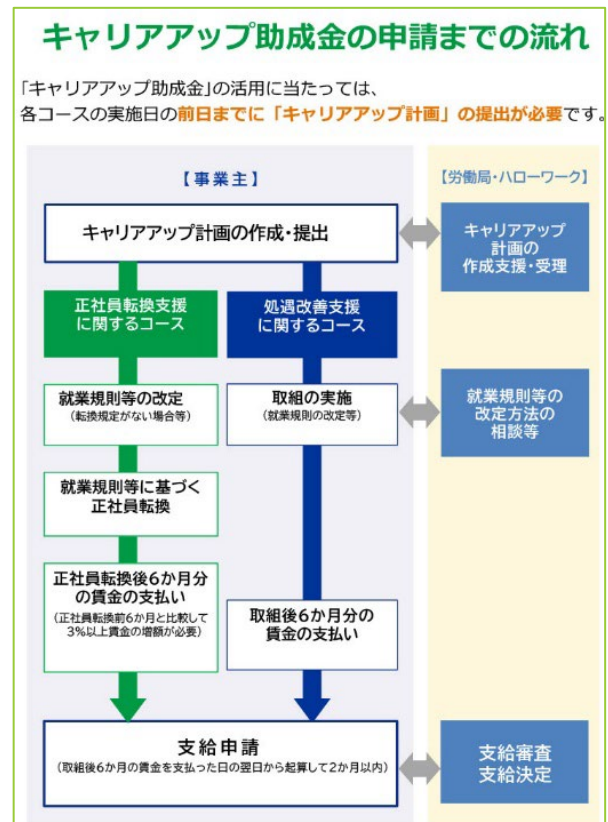 キャリアアップ助成金の申請までの流れ
「キャリアアップ助成金」の活用に当たっては、
各コースの実施日の前日までに「キャリアアップ計画」の提出が必要です。
【事業主】
【労働局・ハローワーク】
キャリアアップ計画の作成・提出
キャリアアップ
計画の
作成支援・受理
正社員転換支援
に関するコース
処遇改善支援
に関するコース
就業規則等の改定
（転換規定がない場合等）
取組の実施
（就業規則の改定等）
就業規則等の
改定方法の
相談等
就業規則等に基づく
正社員転換
正社員転換後6か月分
の賃金の支払い
（正社員転換前6か月と比較して
3％以上賃金の増額が必要）
取組後6か月分の
賃金の支払い
支給申請
（取組後6か月の賃金を支払った日の翌日から起算して2か月以内）
支給審査
支給決定